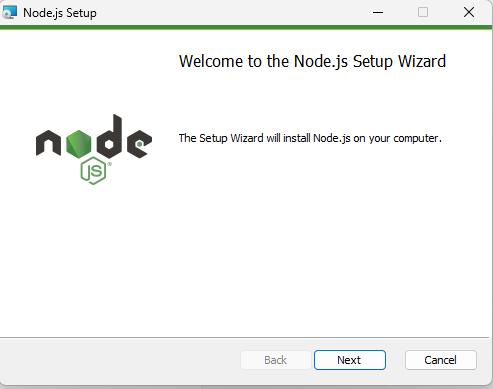 Node.js Setup
Welcome to the Node.js Setup Wizard
The Setup Wizard will install Node.js on your computer.
node
JS®
Back
Next
Cancel